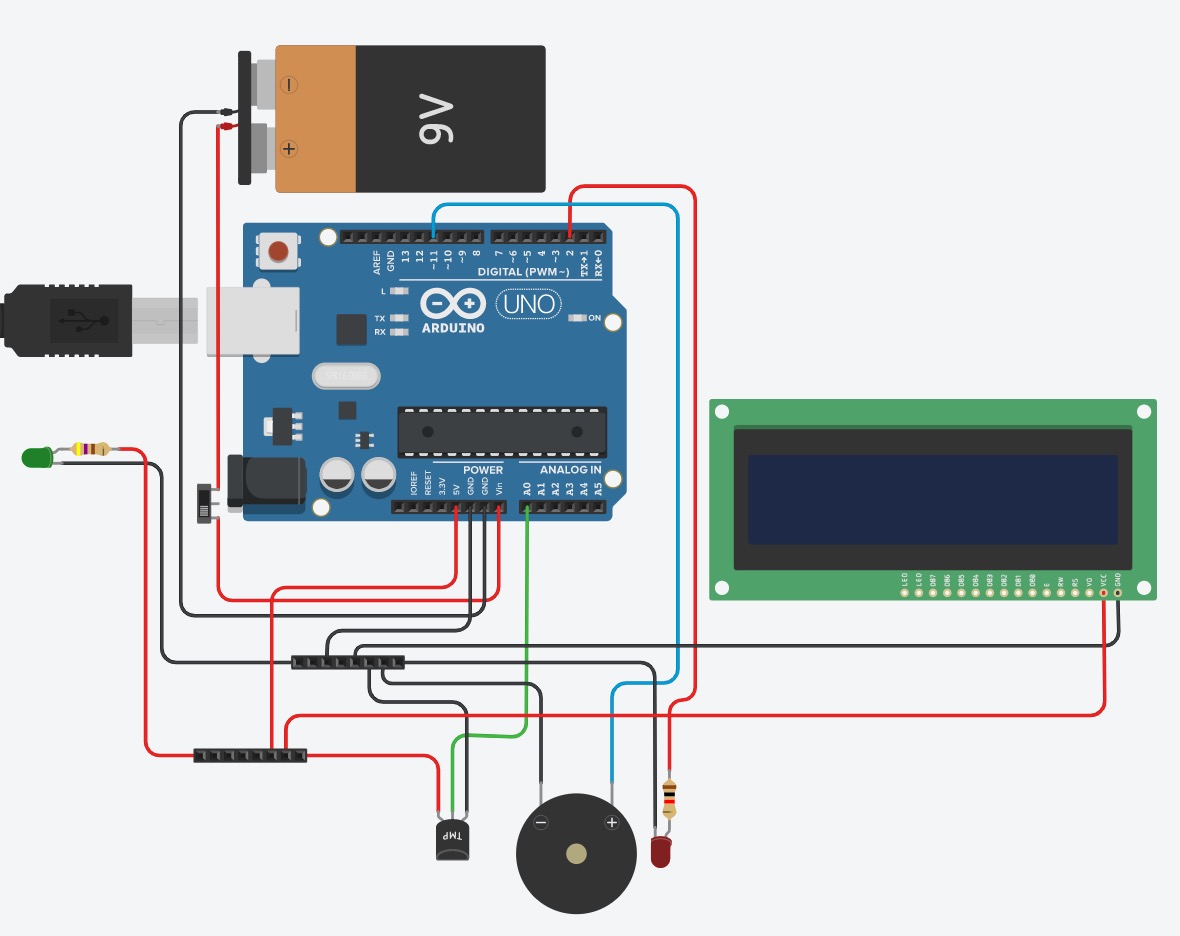 −
9V
+
AREF
GND
13
12
~11
~10
~9
8
7
~6
~5
4
~3
2
TX→1
RX←0
DIGITAL (PWM~)
L
TX
RX
UNO
ON
ARDUINO
POWER
ANALOG IN
IOREF
RESET
3.3V
5V
GND
GND
Vin
A0
A1
A2
A3
A4
A5
LED
LED
DB7
DB6
DB5
DB4
DB3
DB2
DB1
DB0
E
RW
RS
VO
VCC
GND
TMP
−
+